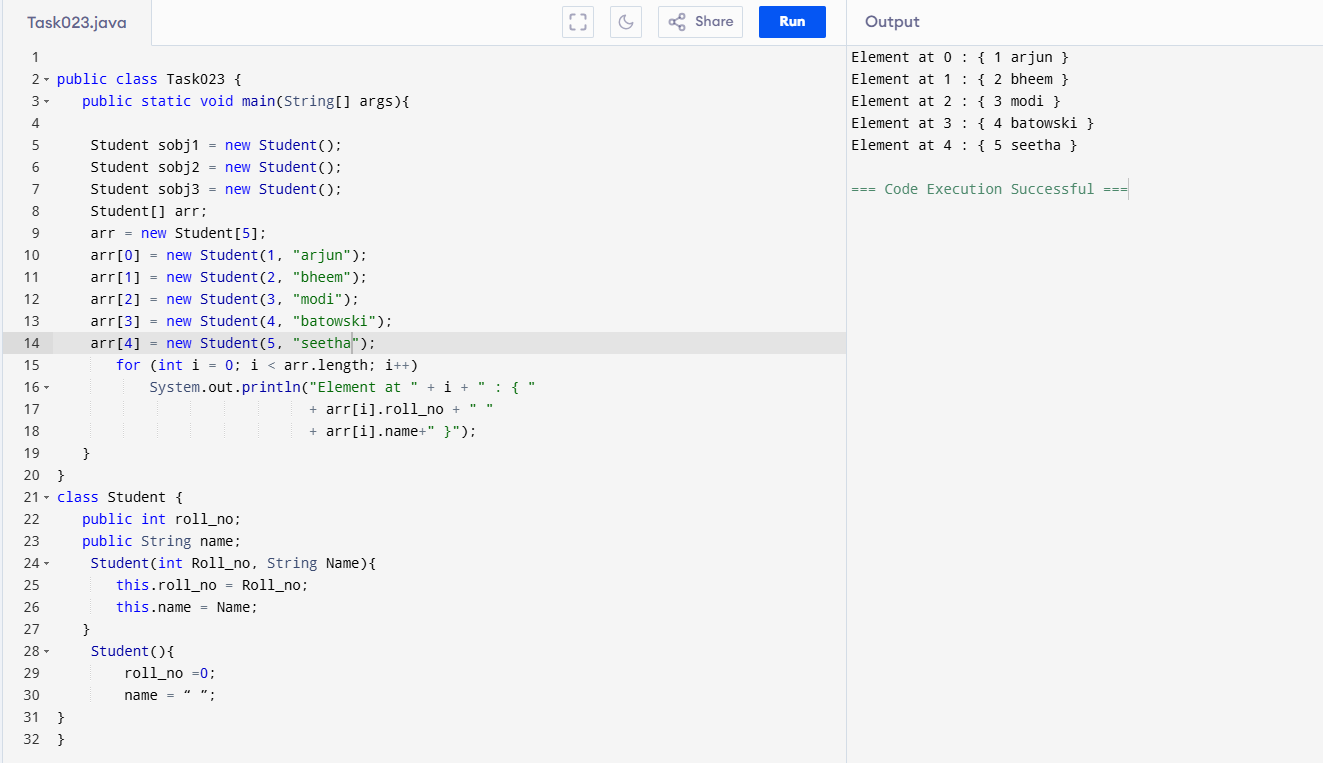 Task023.java
Share
Run
Output
1
2 public class Task023 {
3 public static void main(String[] args){
4
5 Student sobj1 = new Student();
6 Student sobj2 = new Student();
7 Student sobj3 = new Student();
8 Student[] arr;
9 arr = new Student[5];
10 arr[0] = new Student(1, "arjun");
11 arr[1] = new Student(2, "bheem");
12 arr[2] = new Student(3, "modi");
13 arr[3] = new Student(4, "batowski");
14 arr[4] = new Student(5, "seetha");
15 for (int i = 0; i < arr.length; i++)
16 System.out.println("Element at " + i + " : { "
17 + arr[i].roll_no + " "
18 + arr[i].name+" }");
19 }
20 }
21 class Student {
22 public int roll_no;
23 public String name;
24 Student(int Roll_no, String Name){
25 this.roll_no = Roll_no;
26 this.name = Name;
27 }
28 Student(){
29 roll_no =0;
30 name = “ ”;
31 }
32 }
Element at 0 : { 1 arjun }
Element at 1 : { 2 bheem }
Element at 2 : { 3 modi }
Element at 3 : { 4 batowski }
Element at 4 : { 5 seetha }
=== Code Execution Successful ===